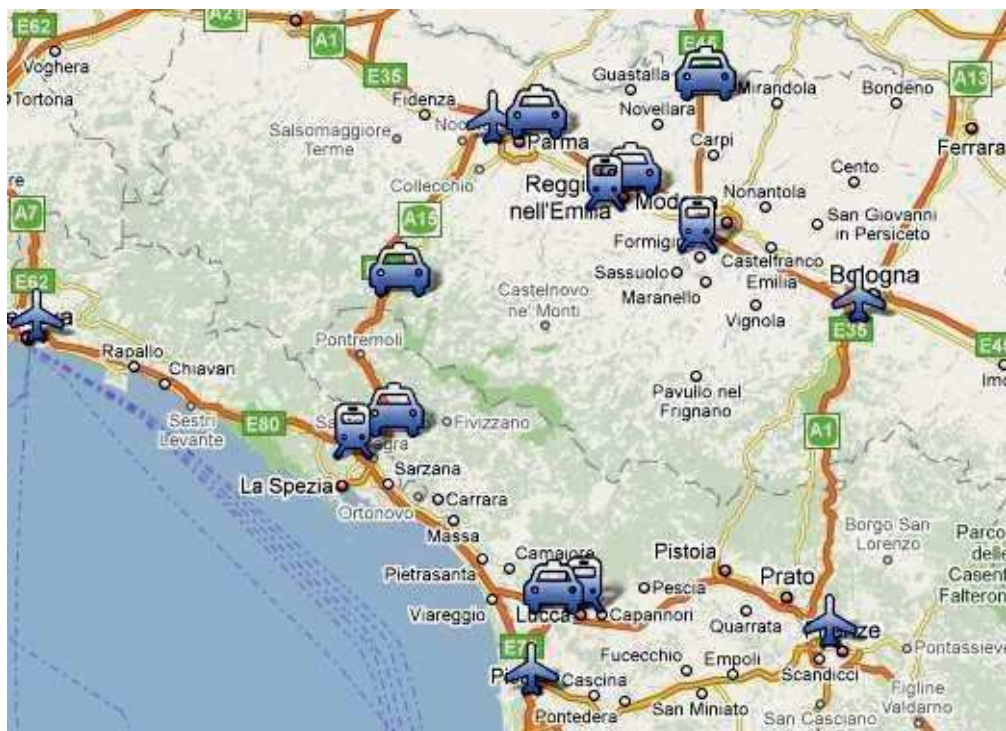 E62
A21
A1
E45
Voghera
E35
Guastalla
Mirandola
Bondeno
A13
Tortona
Fidenza
Novellara
Salsomaggiore
Terme
Parma
Carpi
Ferrara
Collecchio
Cento
Nonantola
nell'Emilia
A7
A15
Formigin
San Giovanni
in Persiceto
Sassuolo
Castelfranco
Emilia
E62
Castelnovo
ne' Monti
Maranello
Bologna
Vignola
E35
Pontremoli
Rapallo
Chiavari
Pavullo nel
Frignano
Sestri
Levante
E80
Fivizzano
A1
Sarzana
La Spezia
Carrara
Ortonovo
Massa
Borgo San
Lorenzo
Camaiore
Pistoia
Pietrasanta
Pescia
Prato
Viareggio
Lucca
Capannori
Quarrata
Fucecchio
Empoli
Pontassieve
Scandicci
Cascina
Pontedera
San Miniato
Figline
Valdarno
San Casciano